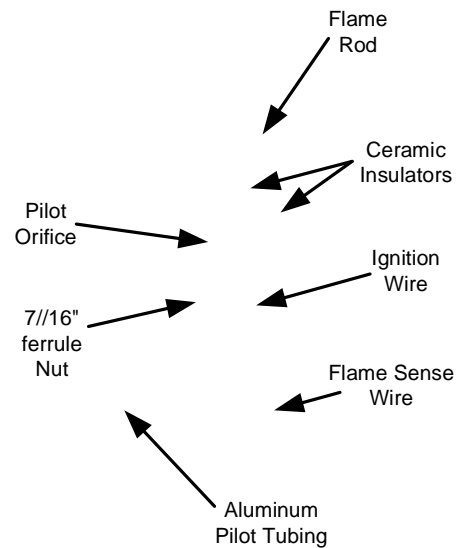 Flame
Rod
Ceramic
Insulators
Pilot
Orifice
Ignition
Wire
7//16"
ferrule
Nut
Flame Sense
Wire
Aluminum
Pilot Tubing